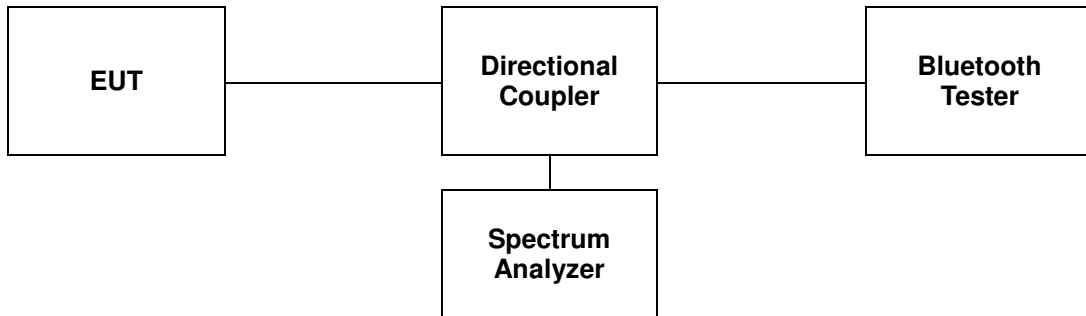 EUT
Directional
Coupler
Bluetooth
Tester
Spectrum
Analyzer